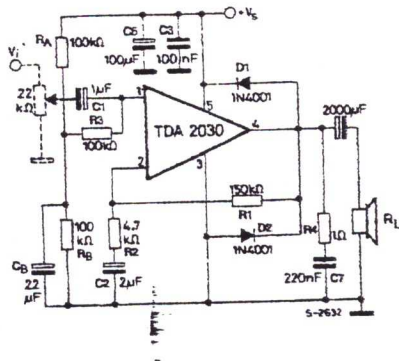 +Vs
RA
100kΩ
C5
100μF
C3
100nF
Vi
22
kΩ
1μF
C1
R3
100kΩ
1
TDA 2030
5
4
2
3
D1
1N4001
2000μF
150kΩ
R1
D2
1N4001
R4
1Ω
RL
100
kΩ
RB
4,7
kΩ
R2
CB
22
μF
C2
2μF
220nF
C7
S-2632